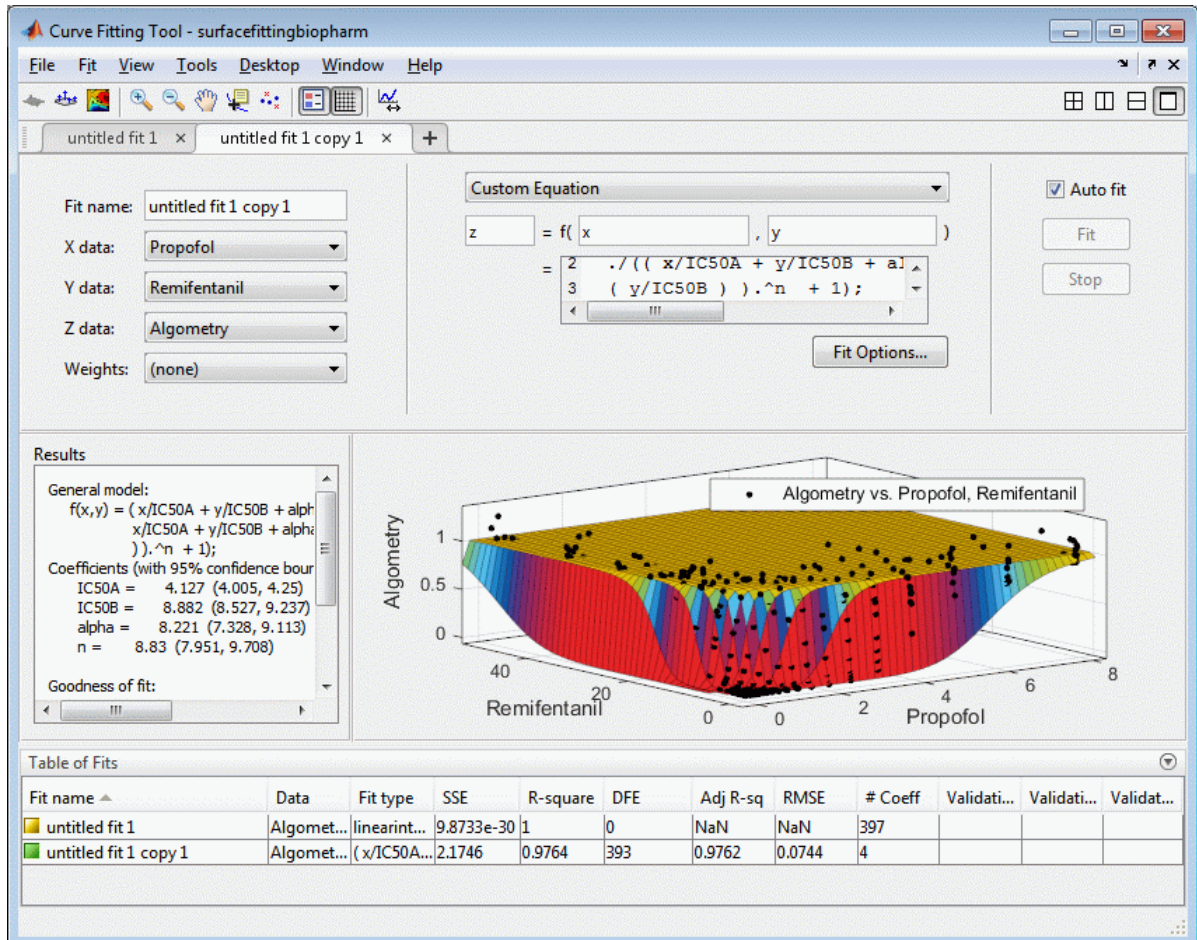 Curve Fitting Tool - surfacefittingbiopharm
File Fit View Tools Desktop Window Help
untitled fit 1 × untitled fit 1 copy 1 × +
Fit name: untitled fit 1 copy 1
X data: Propofol
Y data: Remifentanil
Z data: Algometry
Weights: (none)
Custom Equation
z = f( x , y )
=
2 ./(( x/IC50A + y/IC50B + al
3 ( y/IC50B ) ).^n + 1);
Fit Options...
Auto fit
Fit
Stop
Results
General model:
f(x,y) = ( x/IC50A + y/IC50B + alph
x/IC50A + y/IC50B + alpha
) ).^n + 1);
Coefficients (with 95% confidence boun
IC50A = 4.127 (4.005, 4.25)
IC50B = 8.882 (8.527, 9.237)
alpha = 8.221 (7.328, 9.113)
n = 8.83 (7.951, 9.708)
Goodness of fit:
Algometry vs. Propofol, Remifentanil
Algometry
1
0.5
0
40
20
0
Remifentanil
0
2
4
6
8
Propofol
Table of Fits
Fit name Data Fit type SSE R-square DFE Adj R-sq RMSE # Coeff Validati... Validati... Validat...
untitled fit 1 Algomet... linearint... 9.8733e-30 1 0 NaN NaN 397
untitled fit 1 copy 1 Algomet... ( x/IC50A... 2.1746 0.9764 393 0.9762 0.0744 4